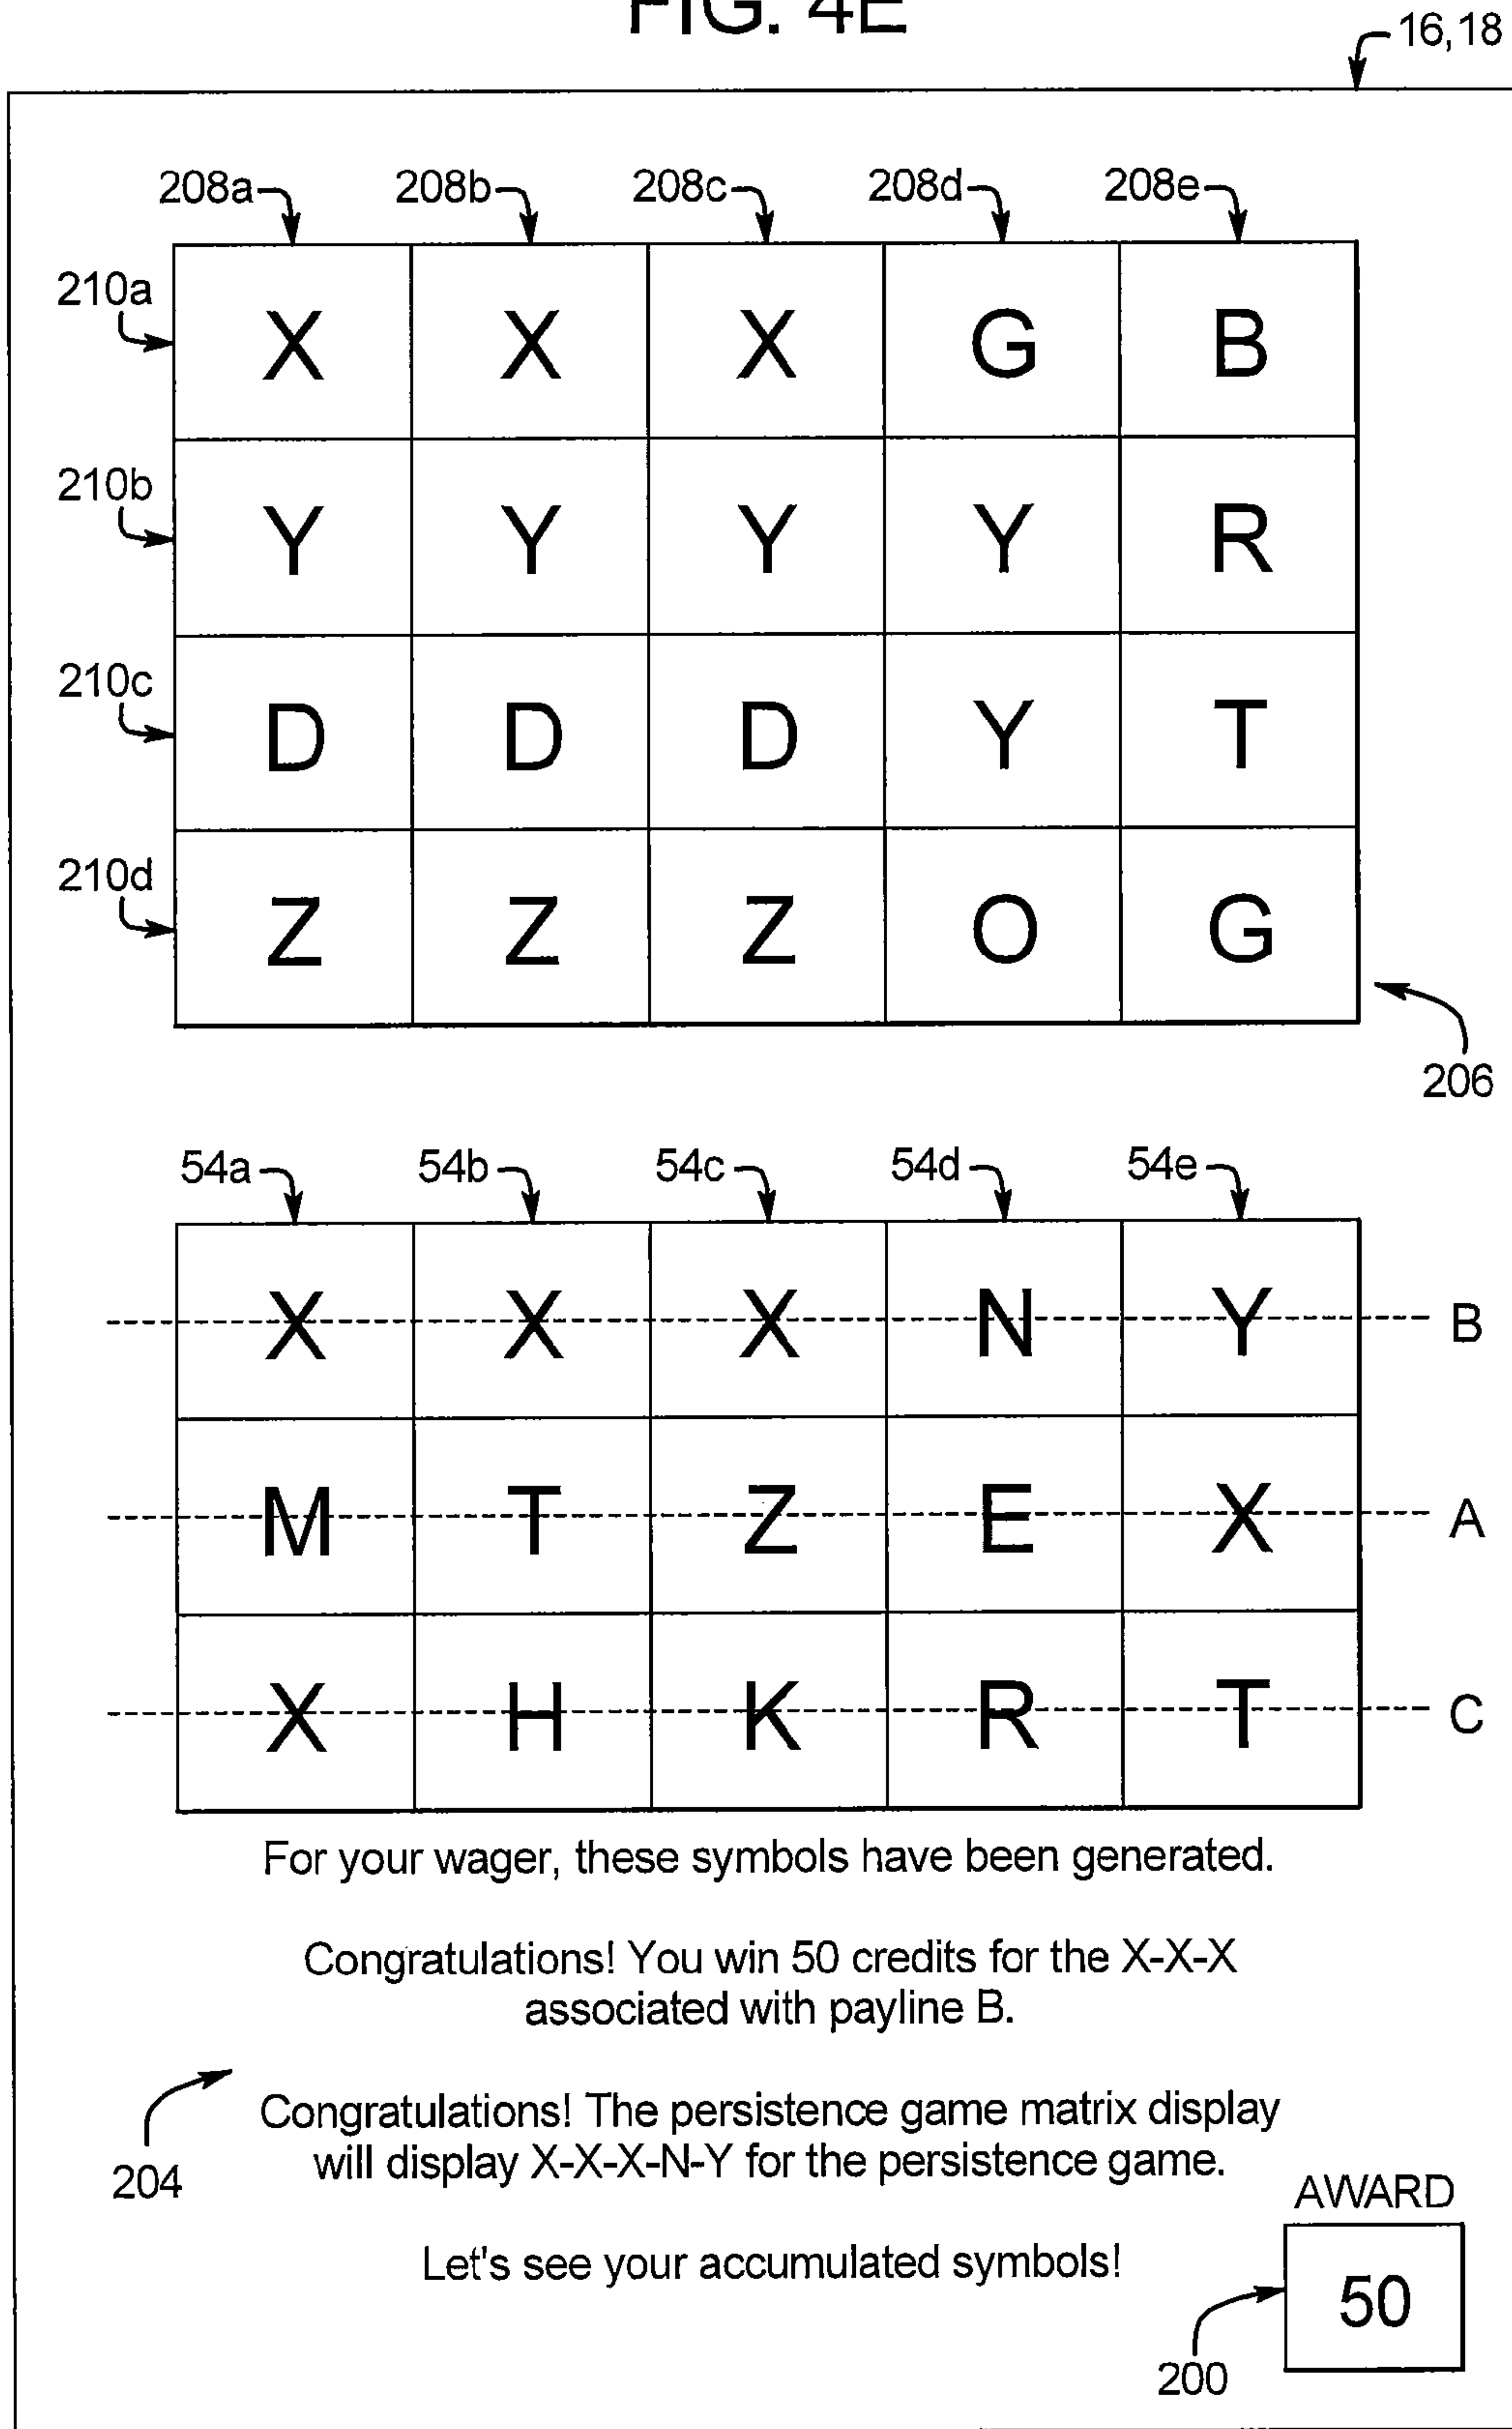 FIG. 4E
16,18
208a 208b 208c 208d 208e
210a X X X G B
210b Y Y Y Y R
210c D D D Y T
210d Z Z Z O G
206
54a 54b 54c 54d 54e
X X X N Y B
M T Z E X A
X H K R T C
For your wager, these symbols have been generated.
Congratulations! You win 50 credits for the X-X-X
associated with payline B.
Congratulations! The persistence game matrix display
will display X-X-X-N-Y for the persistence game.
204
AWARD
Let's see your accumulated symbols!
50
200